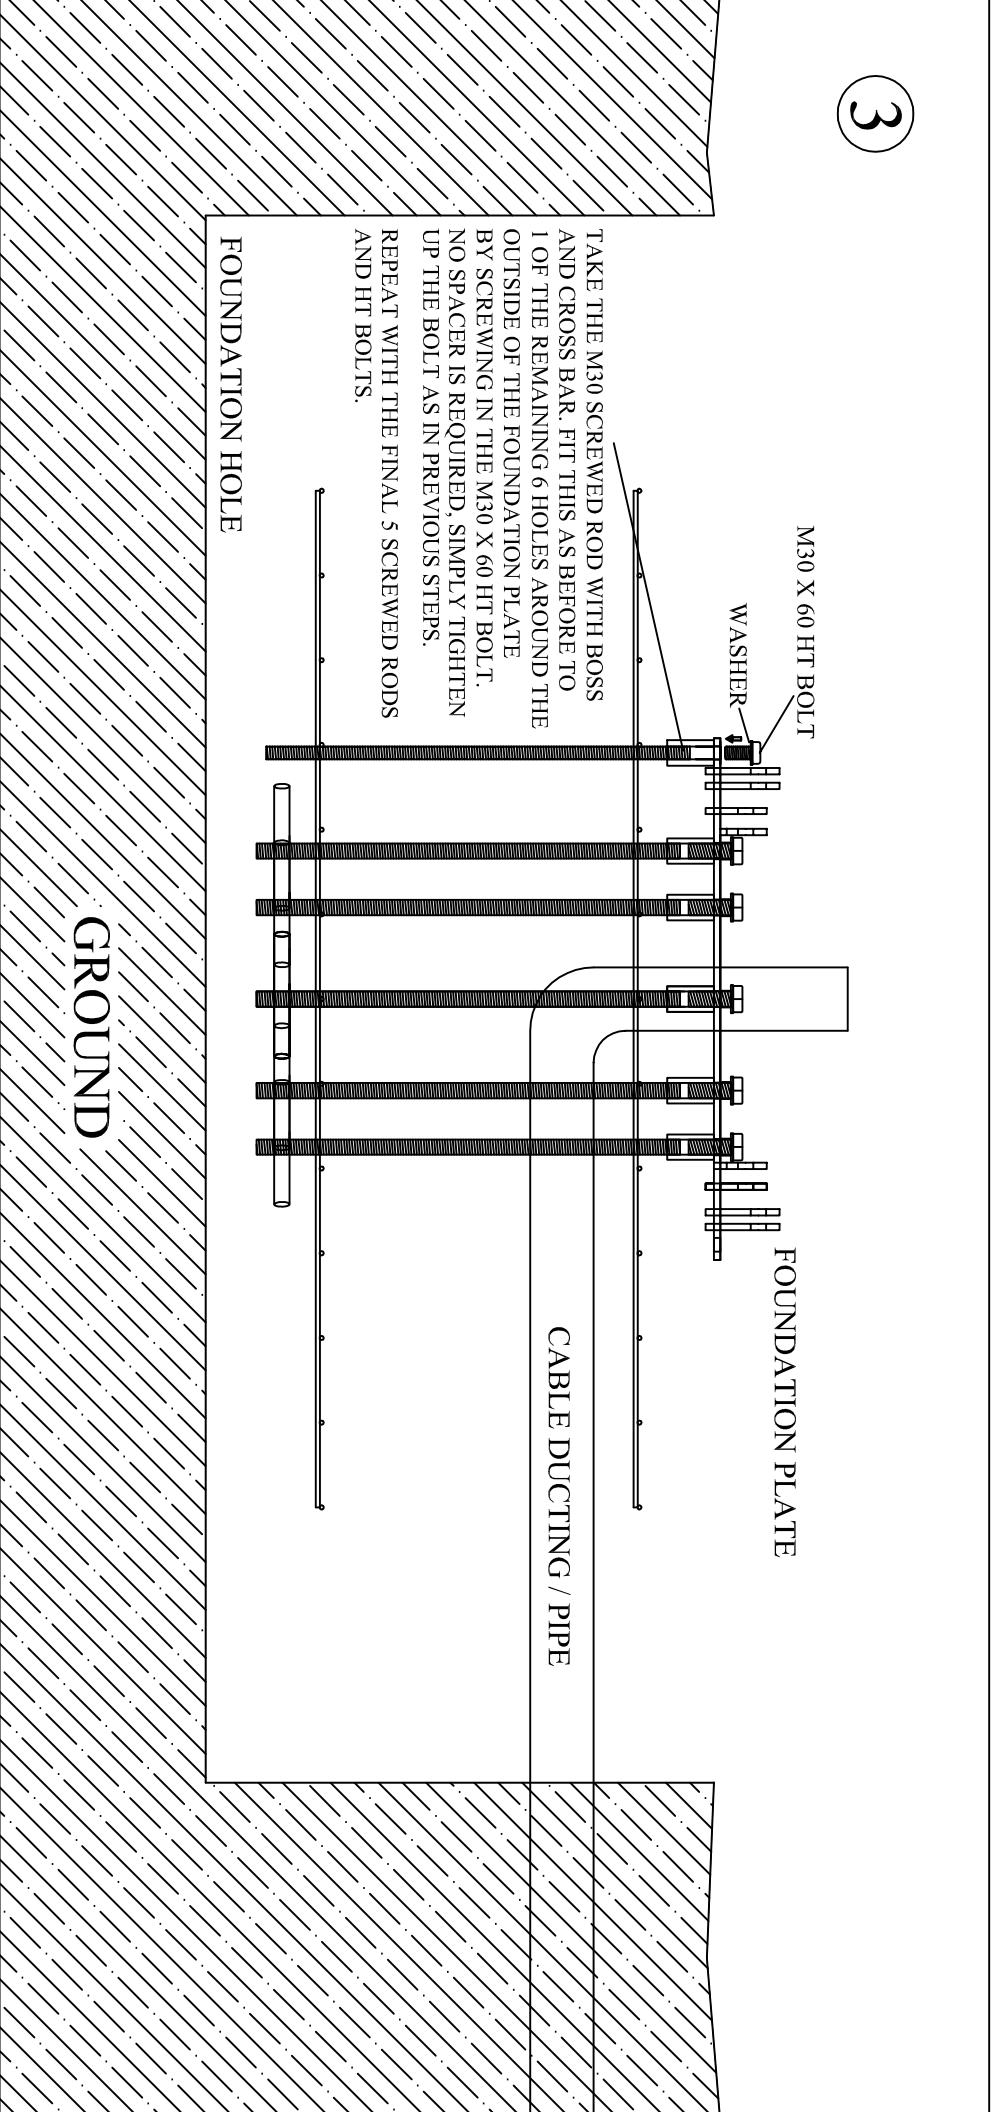 3
M30 X 60 HT BOLT
WASHER
FOUNDATION PLATE
TAKE THE M30 SCREWED ROD WITH BOSS
AND CROSS BAR. FIT THIS AS BEFORE TO
1 OF THE REMAINING 6 HOLES AROUND THE
OUTSIDE OF THE FOUNDATION PLATE
BY SCREWING IN THE M30 X 60 HT BOLT.
NO SPACER IS REQUIRED, SIMPLY TIGHTEN
UP THE BOLT AS IN PREVIOUS STEPS.
REPEAT WITH THE FINAL 5 SCREWED RODS
AND HT BOLTS.
CABLE DUCTING / PIPE
FOUNDATION HOLE
GROUND